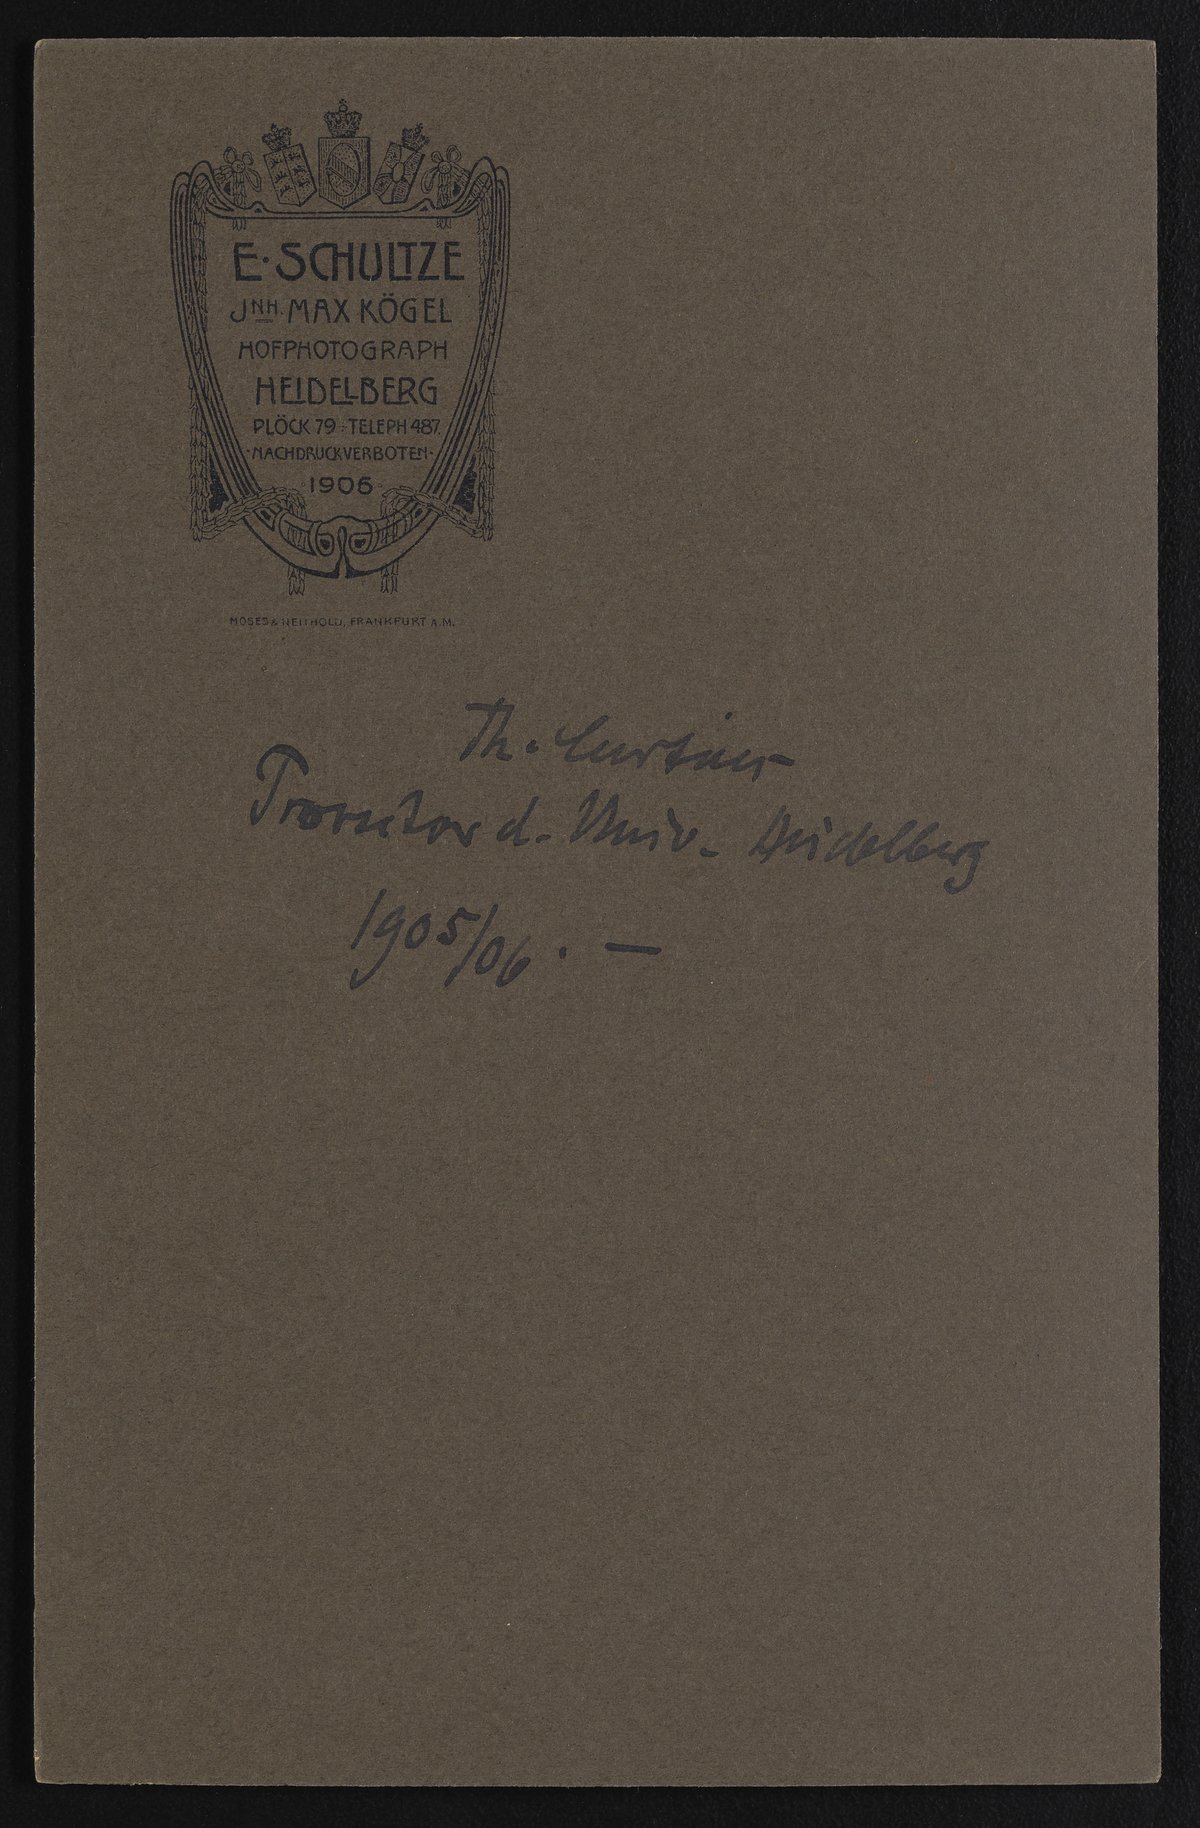 E. SCHULTZE
JNH. MAX KÖGEL
HOFPHOTOGRAPH
HEIDELBERG
PLÖCK 79 · TELEPH 487.
· NACHDRUCK VERBOTEN ·
· 1906 ·
MOSES & NEITHOLD, FRANKFURT A. M.
Th. Curtius
Prorektor d. Univ. Heidelberg
1905/06. —